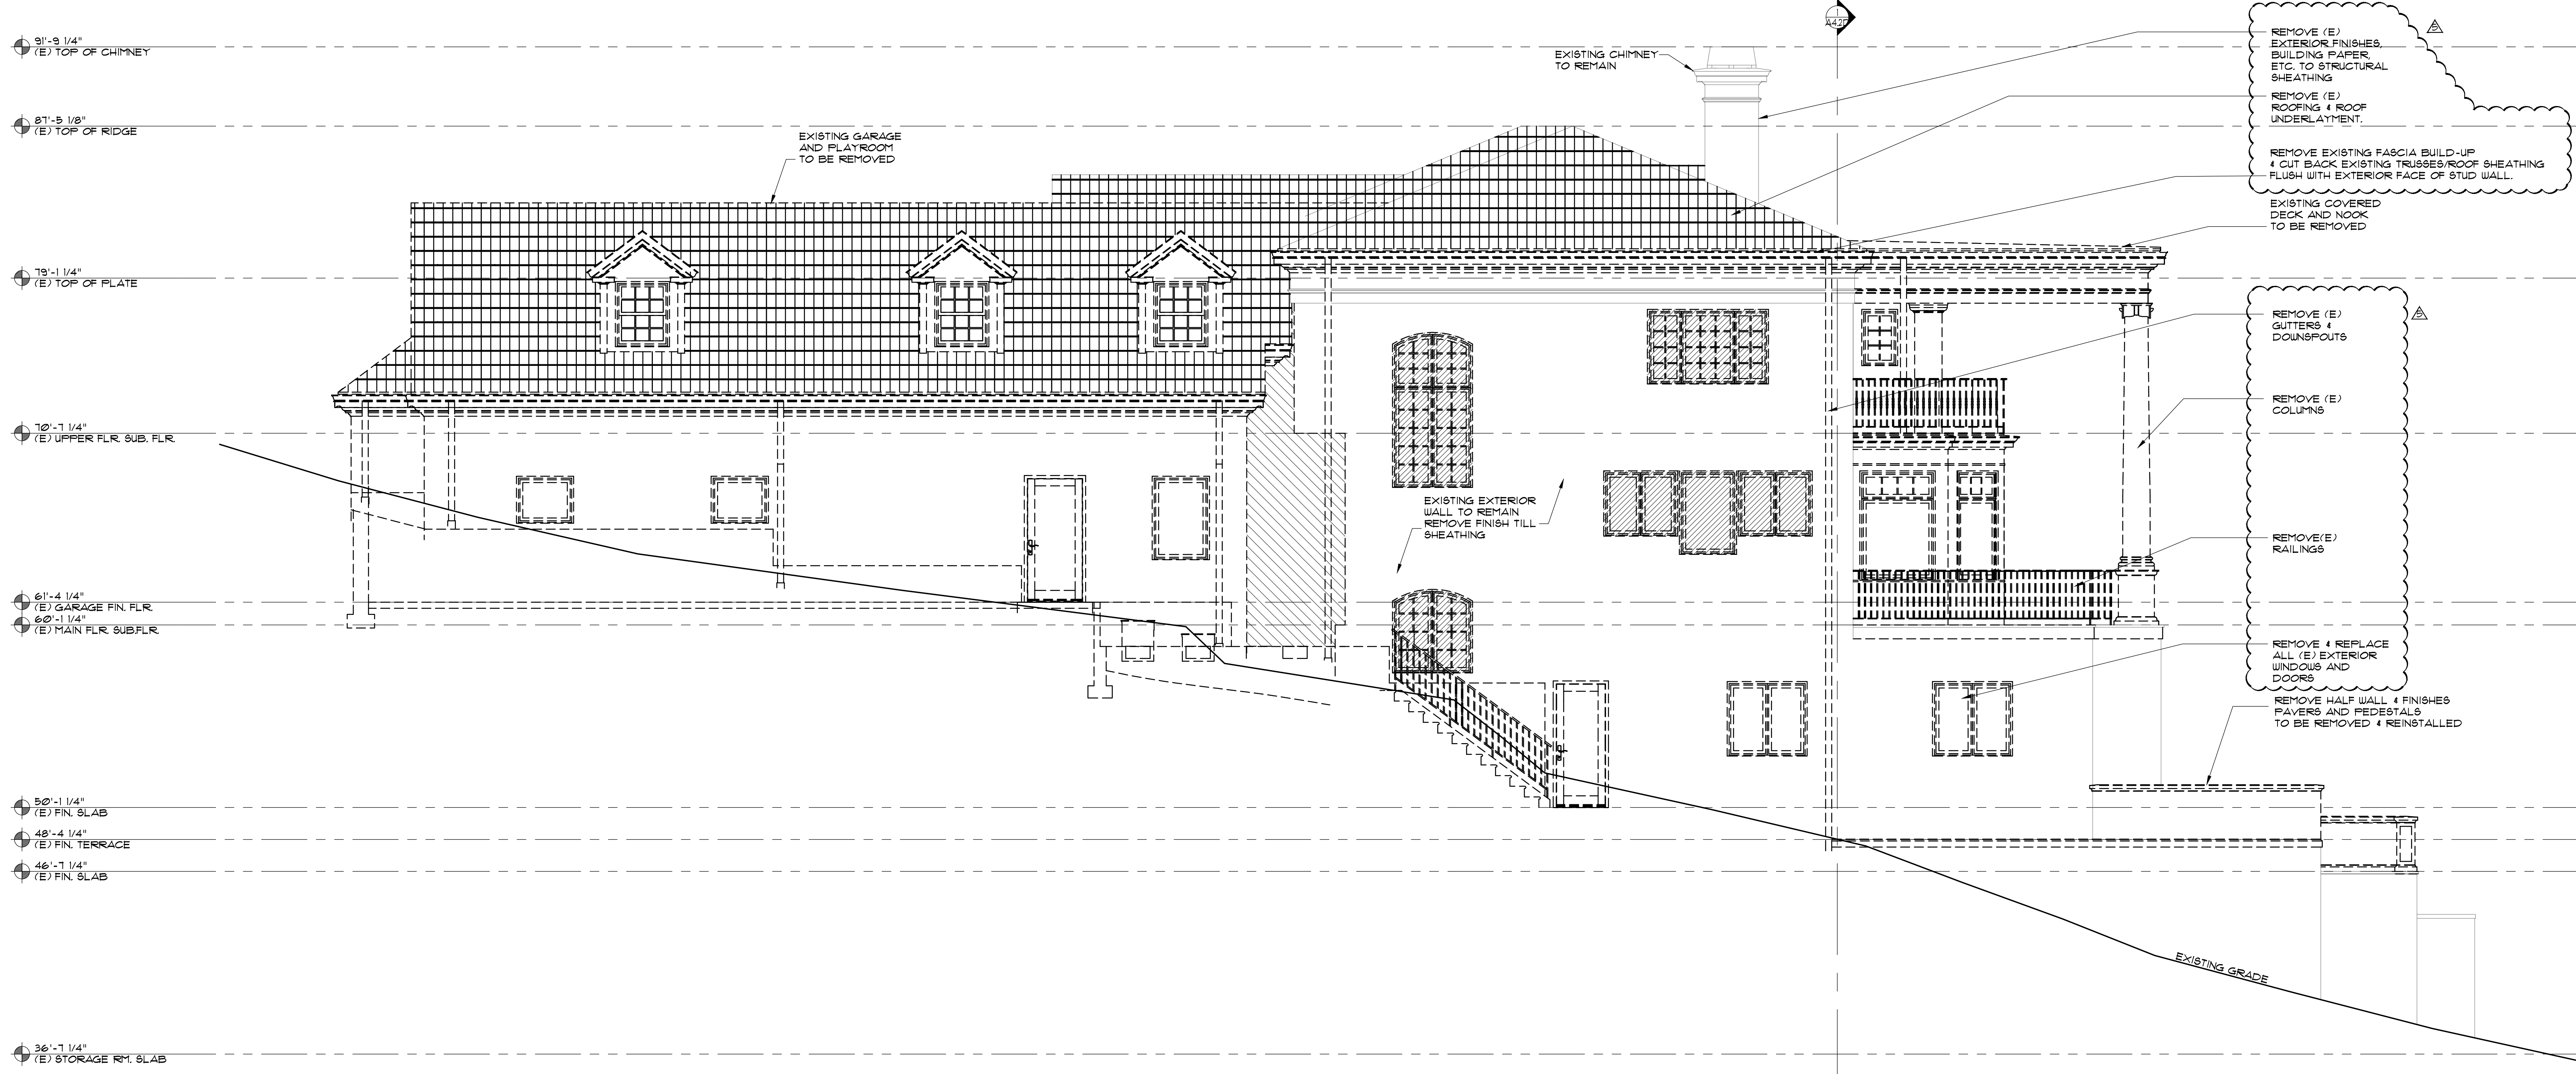 91'-9 1/4"
(E) TOP OF CHIMNEY
87'-5 1/8"
(E) TOP OF RIDGE
79'-1 1/4"
(E) TOP OF PLATE
70'-7 1/4"
(E) UPPER FLR. SUB. FLR.
61'-4 1/4"
(E) GARAGE FIN. FLR.
60'-1 1/4"
(E) MAIN FLR. SUB.FLR.
50'-1 1/4"
(E) FIN. SLAB
48'-4 1/4"
(E) FIN. TERRACE
46'-7 1/4"
(E) FIN. SLAB
36'-7 1/4"
(E) STORAGE RM. SLAB
EXISTING GARAGE
AND PLAYROOM
TO BE REMOVED
EXISTING CHIMNEY
TO REMAIN
1
A4.2D
EXISTING EXTERIOR
WALL TO REMAIN
REMOVE FINISH TILL
SHEATHING
REMOVE (E)
EXTERIOR FINISHES,
BUILDING PAPER,
ETC. TO STRUCTURAL
SHEATHING
5
REMOVE (E)
ROOFING & ROOF
UNDERLAYMENT.
REMOVE EXISTING FASCIA BUILD-UP
& CUT BACK EXISTING TRUSSES/ROOF SHEATHING
FLUSH WITH EXTERIOR FACE OF STUD WALL.
EXISTING COVERED
DECK AND NOOK
TO BE REMOVED
REMOVE (E)
GUTTERS &
DOWNSPOUTS
5
REMOVE (E)
COLUMNS
REMOVE(E)
RAILINGS
REMOVE & REPLACE
ALL (E) EXTERIOR
WINDOWS AND
DOORS
REMOVE HALF WALL & FINISHES
PAVERS AND PEDESTALS
TO BE REMOVED & REINSTALLED
EXISTING GRADE